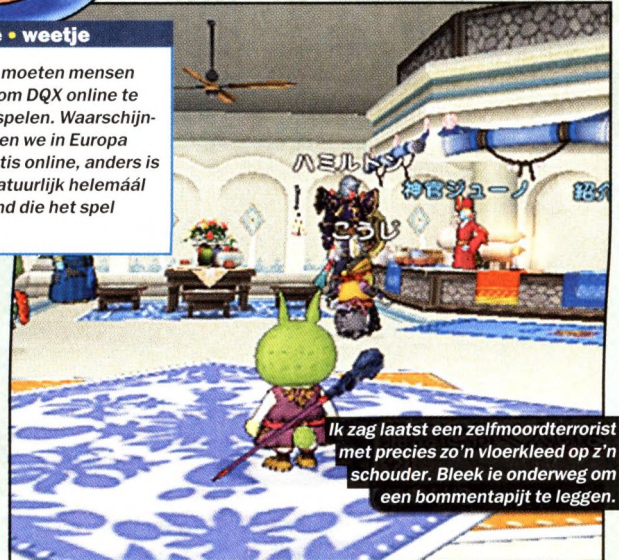 • weetje
moeten mensen
om DQX online te
spelen. Waarschijn-
en we in Europa
tis online, anders is
atuurlijk helemáál
nd die het spel
ハミルトン
神官ジューノ
紹介
こうじ
Ik zag laatst een zelfmoordterrorist
met precies zo'n vloerkleed op z'n
schouder. Bleek ie onderweg om
een bommentapijt te leggen.